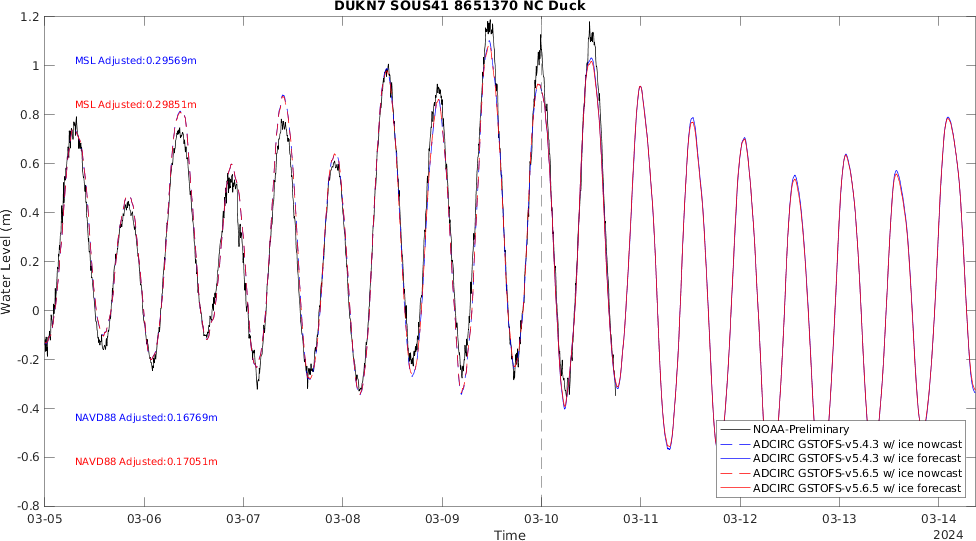 DUKN7 SOUS41 8651370 NC Duck
1.2
1
0.8
0.6
0.4
0.2
0
-0.2
-0.4
-0.6
-0.8
Water Level (m)
MSL Adjusted:0.29569m
MSL Adjusted:0.29851m
NAVD88 Adjusted:0.16769m
NAVD88 Adjusted:0.17051m
NOAA-Preliminary
ADCIRC GSTOFS-v5.4.3 w/ ice nowcast
ADCIRC GSTOFS-v5.4.3 w/ ice forecast
ADCIRC GSTOFS-v5.6.5 w/ ice nowcast
ADCIRC GSTOFS-v5.6.5 w/ ice forecast
03-05 03-06 03-07 03-08 03-09 03-10 03-11 03-12 03-13 03-14
Time
2024